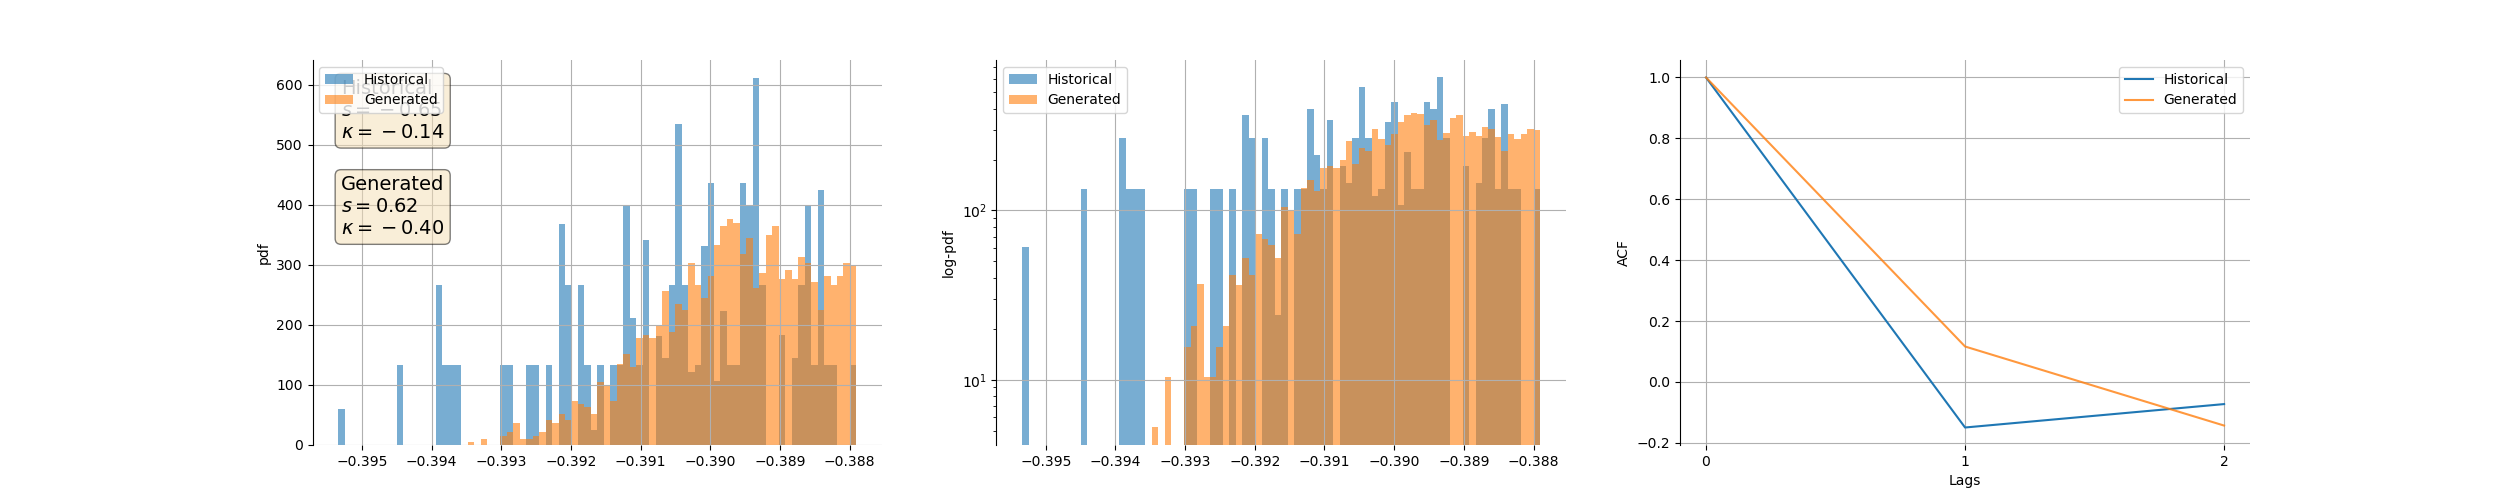 Historical
Generated
Historical
s = −0.65
κ = −0.14
Generated
s = 0.62
κ = −0.40
pdf
600
500
400
300
200
100
0
−0.395 −0.394 −0.393 −0.392 −0.391 −0.390 −0.389 −0.388
Historical
Generated
log-pdf
10²
10¹
−0.395 −0.394 −0.393 −0.392 −0.391 −0.390 −0.389 −0.388
Historical
Generated
ACF
1.0
0.8
0.6
0.4
0.2
0.0
−0.2
0 1 2
Lags